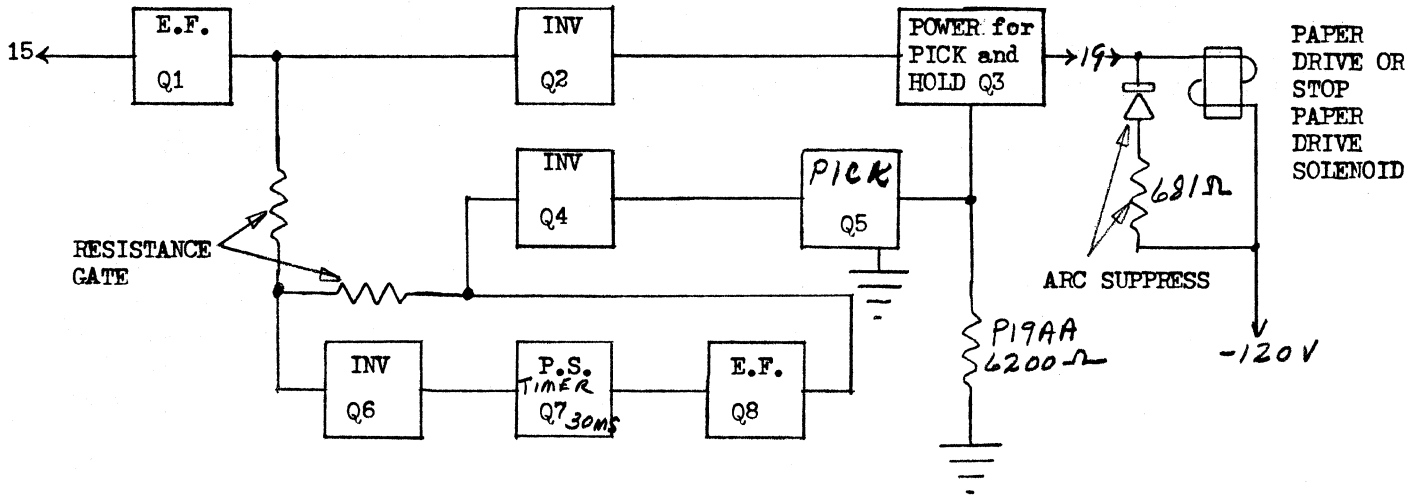 15
E.F.
Q1
INV
Q2
POWER for
PICK and
HOLD Q3
19
PAPER
DRIVE OR
STOP
PAPER
DRIVE
SOLENOID
INV
Q4
PICK
Q5
681Ω
RESISTANCE
GATE
ARC SUPPRESS
INV
Q6
P.S.
TIMER
Q7 30MS
E.F.
Q8
P19AA
6200Ω
-120V